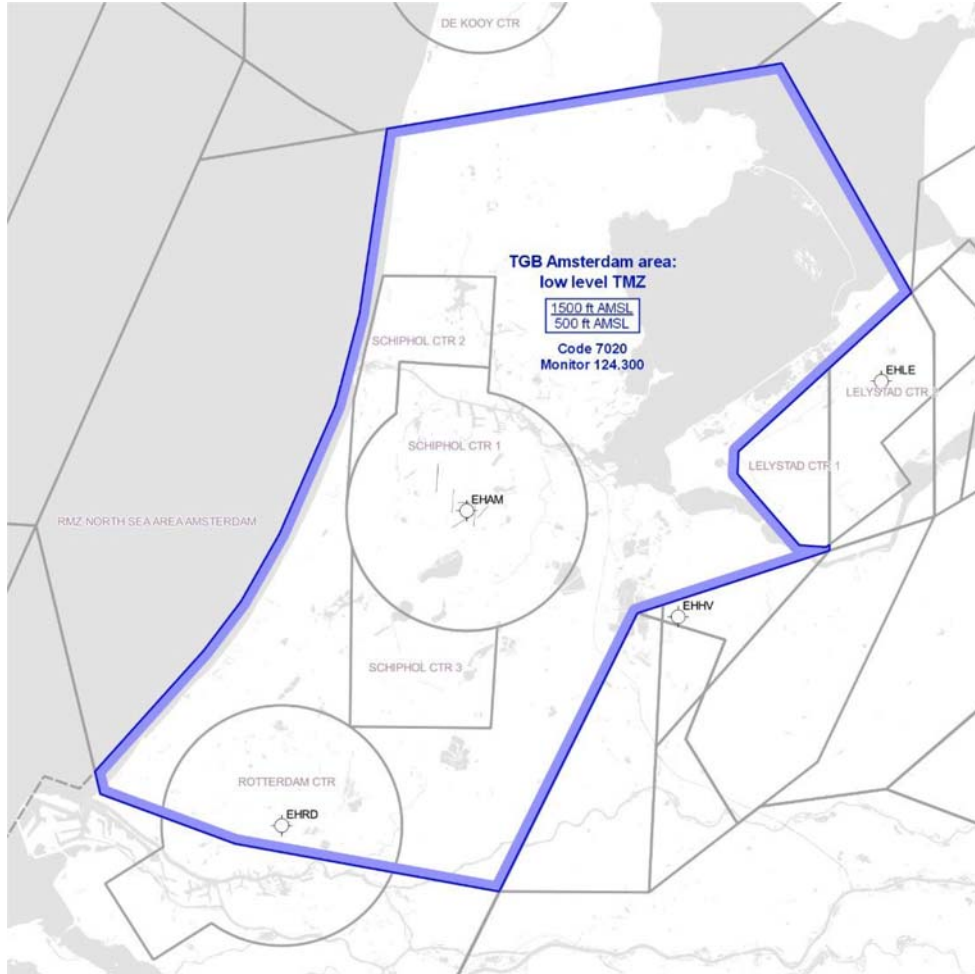 DE KOOY CTR
TGB Amsterdam area:
low level TMZ
1500 ft AMSL
500 ft AMSL
Code 7020
Monitor 124.300
SCHIPHOL CTR 2
EHLE
LELYSTAD CTR
SCHIPHOL CTR 1
LELYSTAD CTR 1
EHAM
RMZ NORTH SEA AREA AMSTERDAM
EHHV
SCHIPHOL CTR 3
ROTTERDAM CTR
EHRD